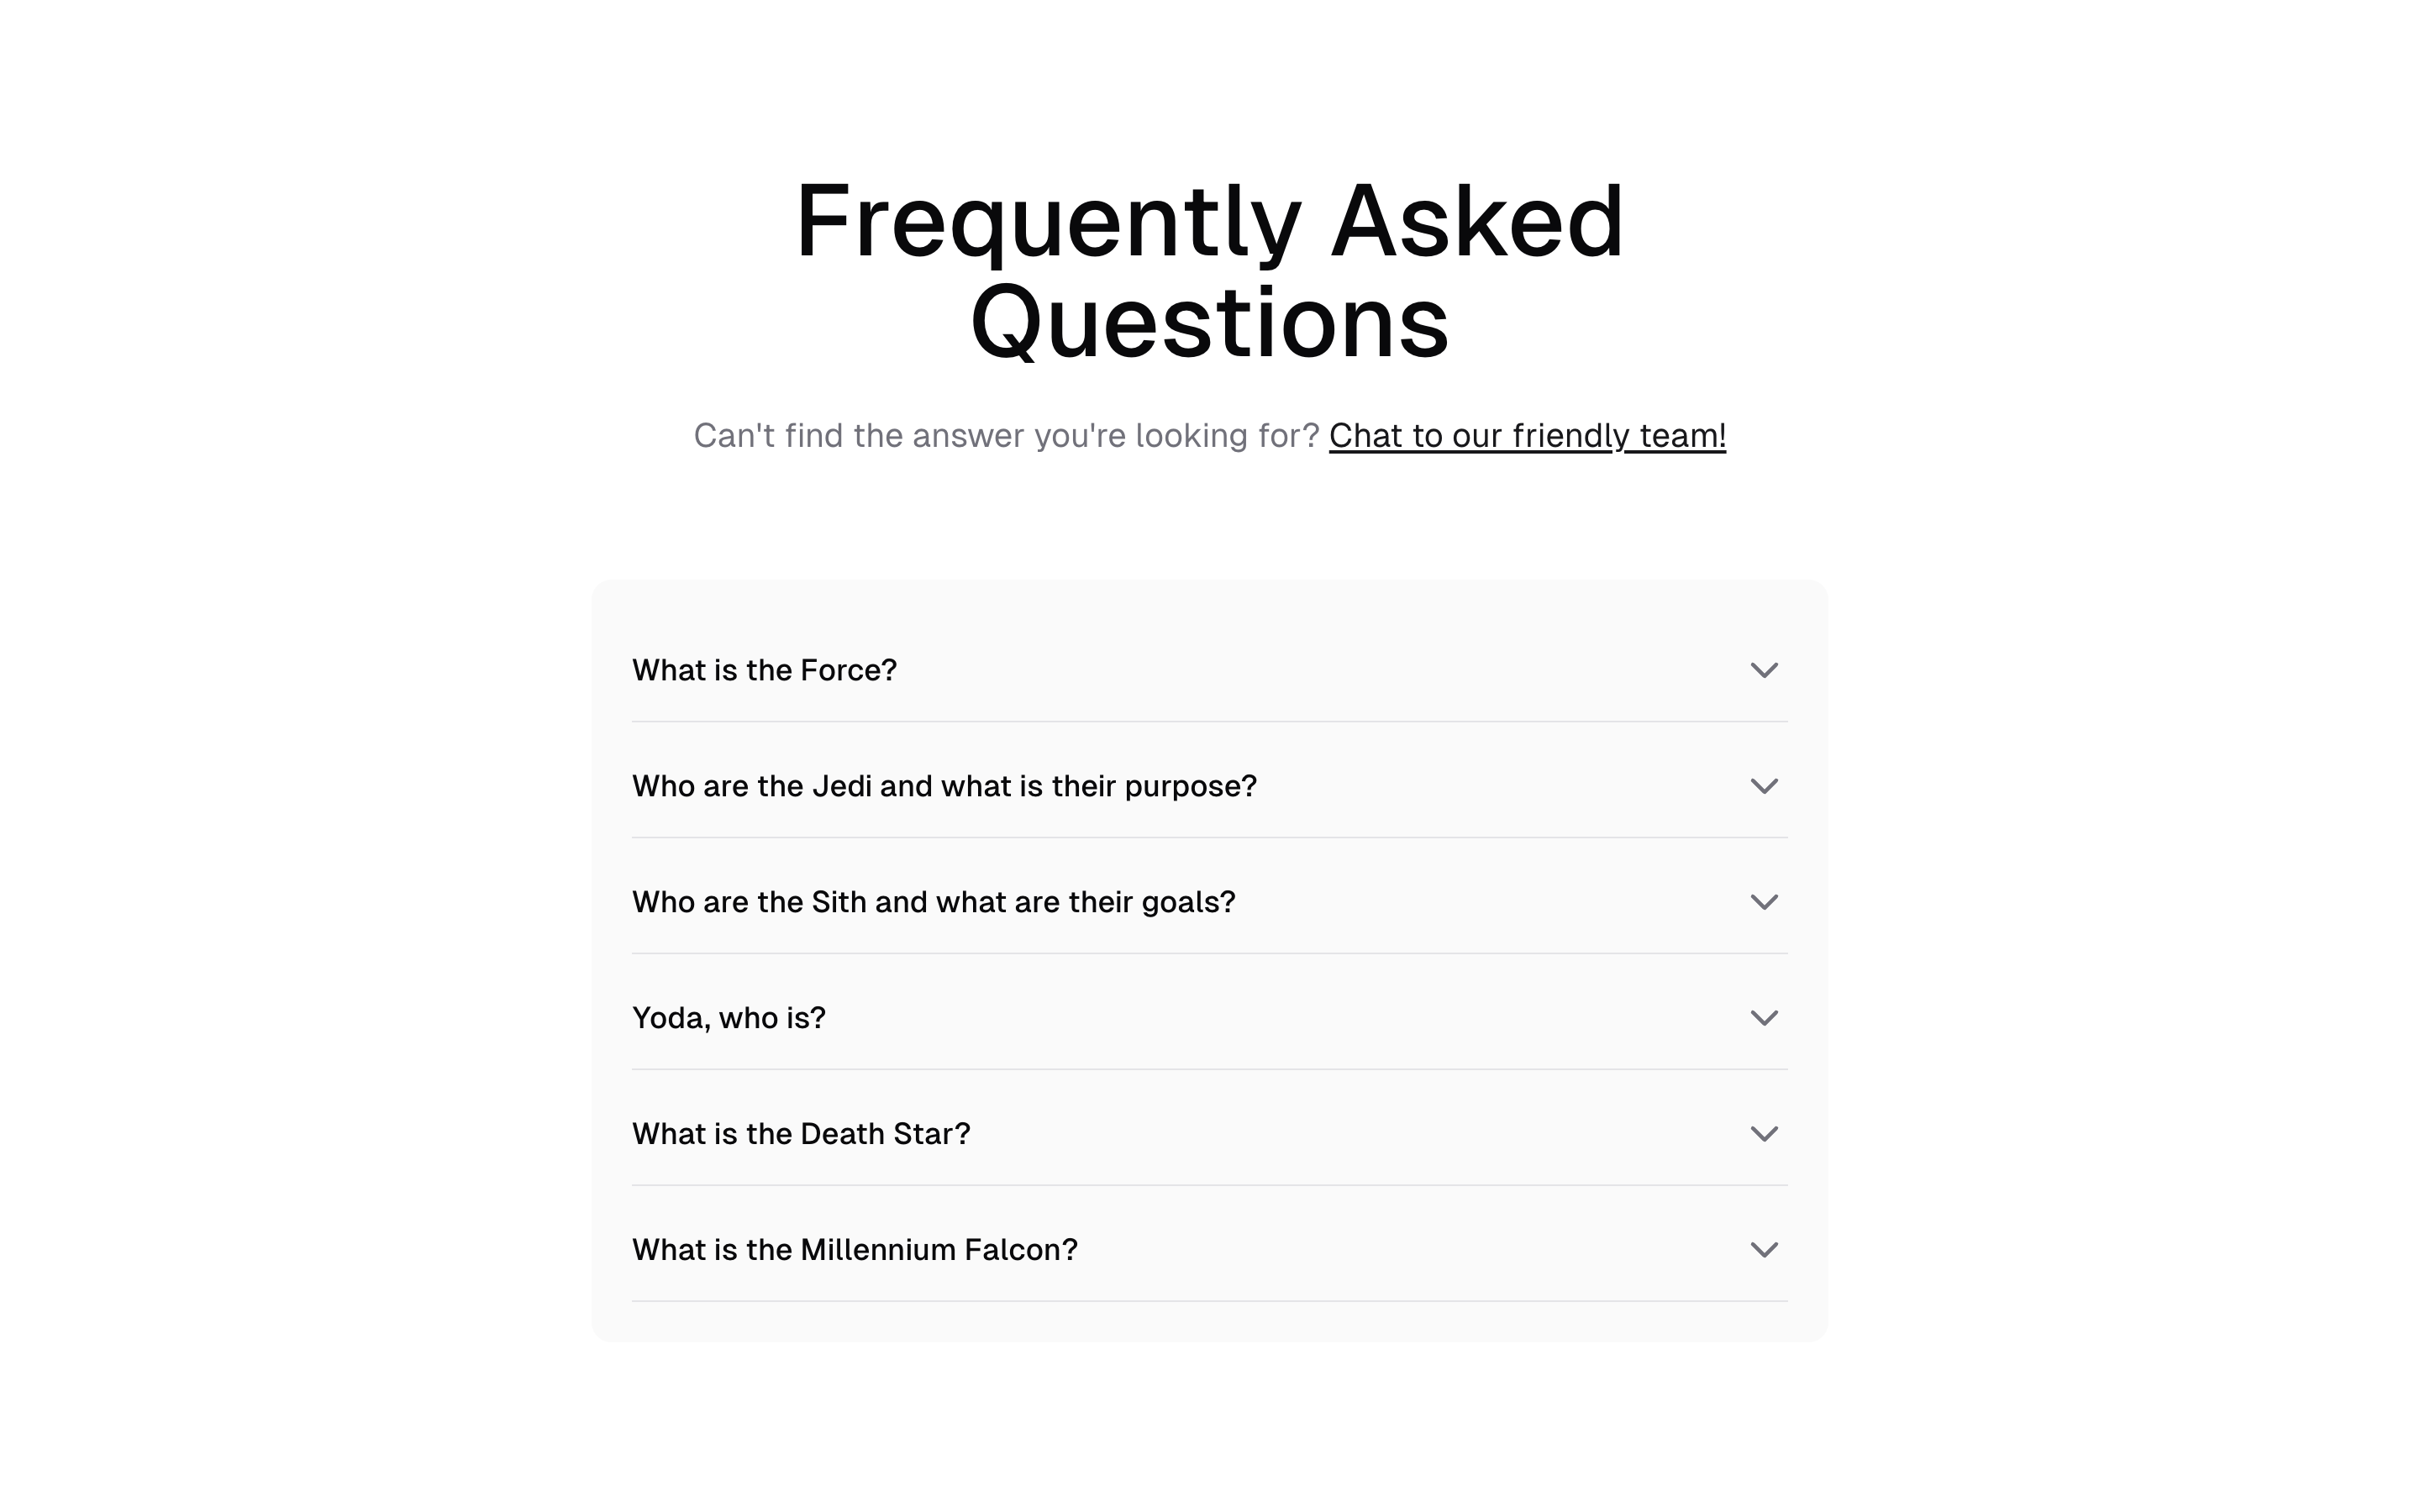 Frequently Asked
Questions
Can't find the answer you're looking for? Chat to our friendly team!
What is the Force?
Who are the Jedi and what is their purpose?
Who are the Sith and what are their goals?
Yoda, who is?
What is the Death Star?
What is the Millennium Falcon?